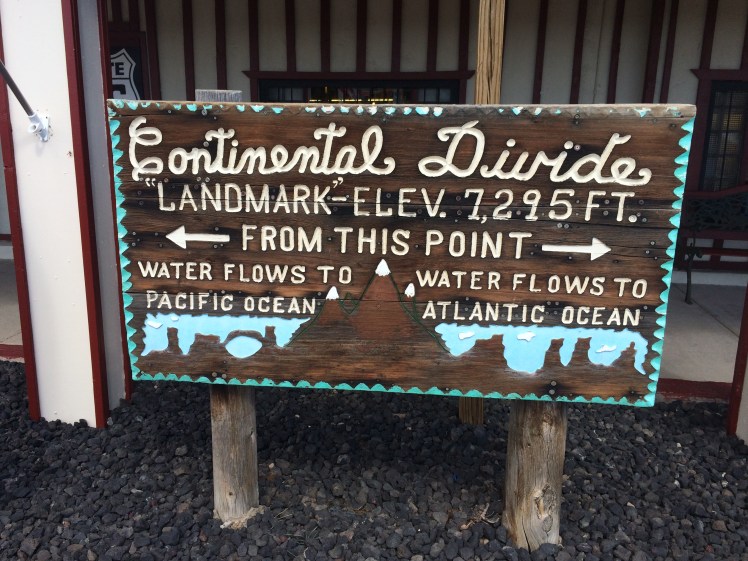 Continental Divide
"LANDMARK"-ELEV. 7,295 FT.
FROM THIS POINT
WATER FLOWS TO
PACIFIC OCEAN
WATER FLOWS TO
ATLANTIC OCEAN